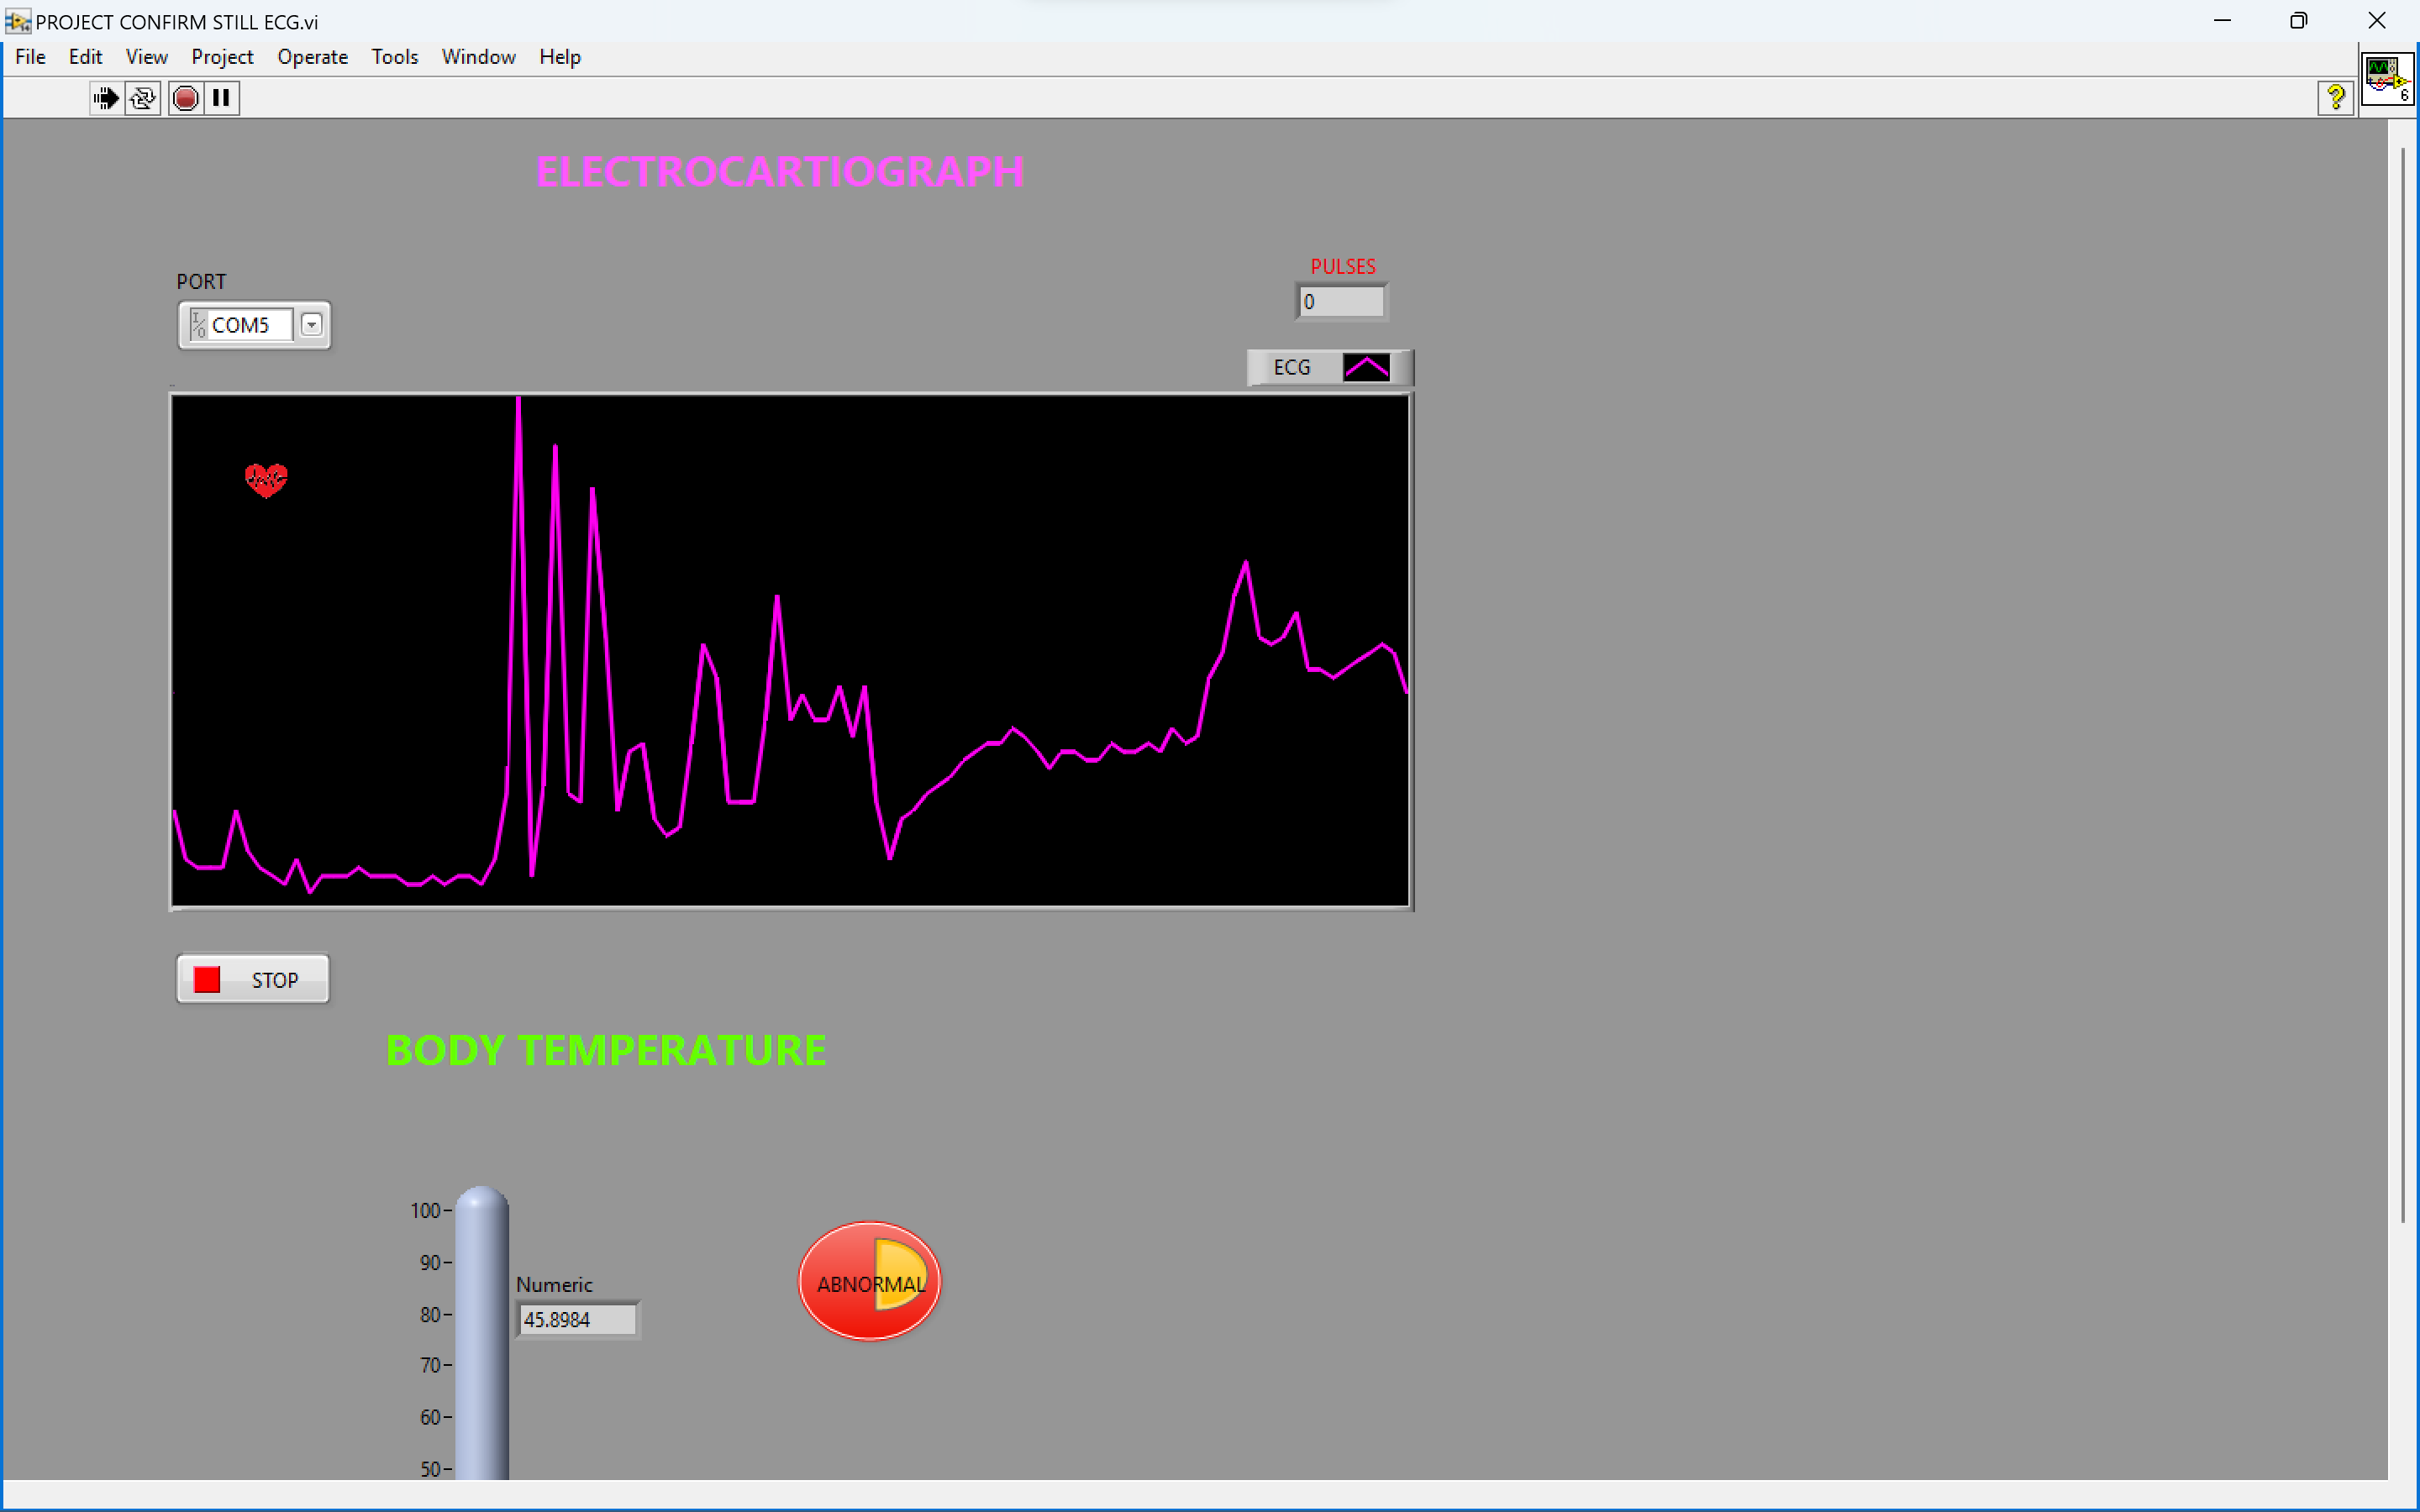 PROJECT CONFIRM STILL ECG.vi
File Edit View Project Operate Tools Window Help
?
6
ELECTROCARTIOGRAPH
PULSES
0
PORT
I/O COM5
ECG
STOP
BODY TEMPERATURE
100
90
Numeric
ABNORMAL
80
45.8984
70
60
50